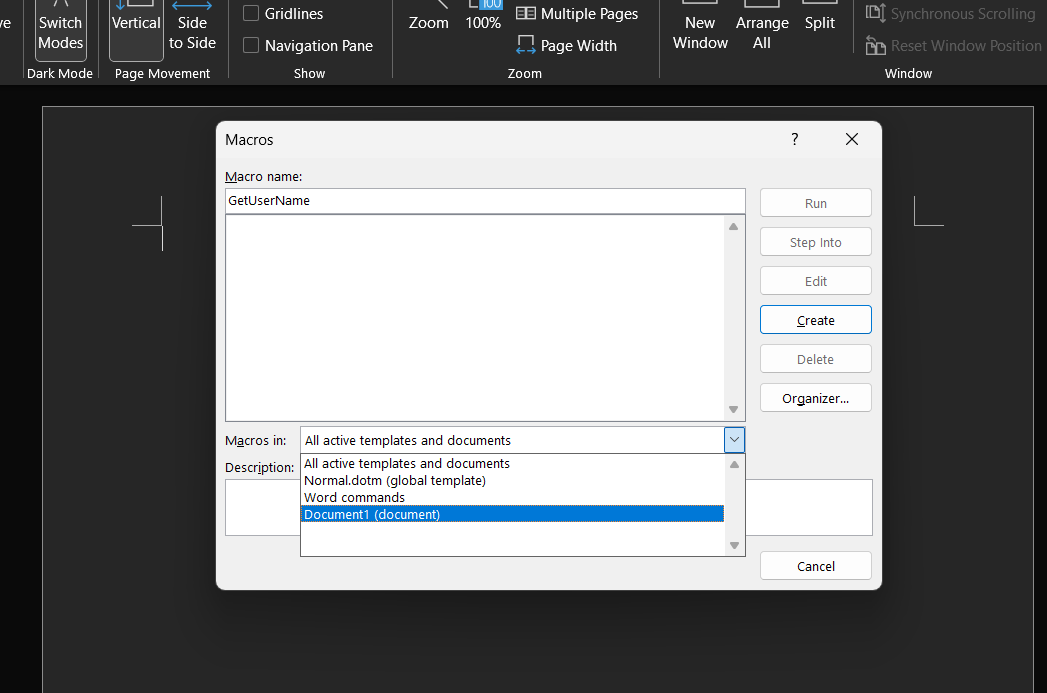 ve
Switch
Modes
Dark Mode
Vertical
Side
to Side
Page Movement
Gridlines
Navigation Pane
Show
Zoom
100
100%
Multiple Pages
Page Width
Zoom
New
Window
Arrange
All
Split
Synchronous Scrolling
Reset Window Position
Window
Macros
?
Macro name:
GetUserName
Run
Step Into
Edit
Create
Delete
Organizer...
Macros in:
All active templates and documents
Description:
All active templates and documents
Normal.dotm (global template)
Word commands
Document1 (document)
Cancel